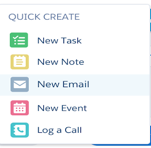 QUICK CREATE
New Task
New Note
New Email
New Event
Log a Call